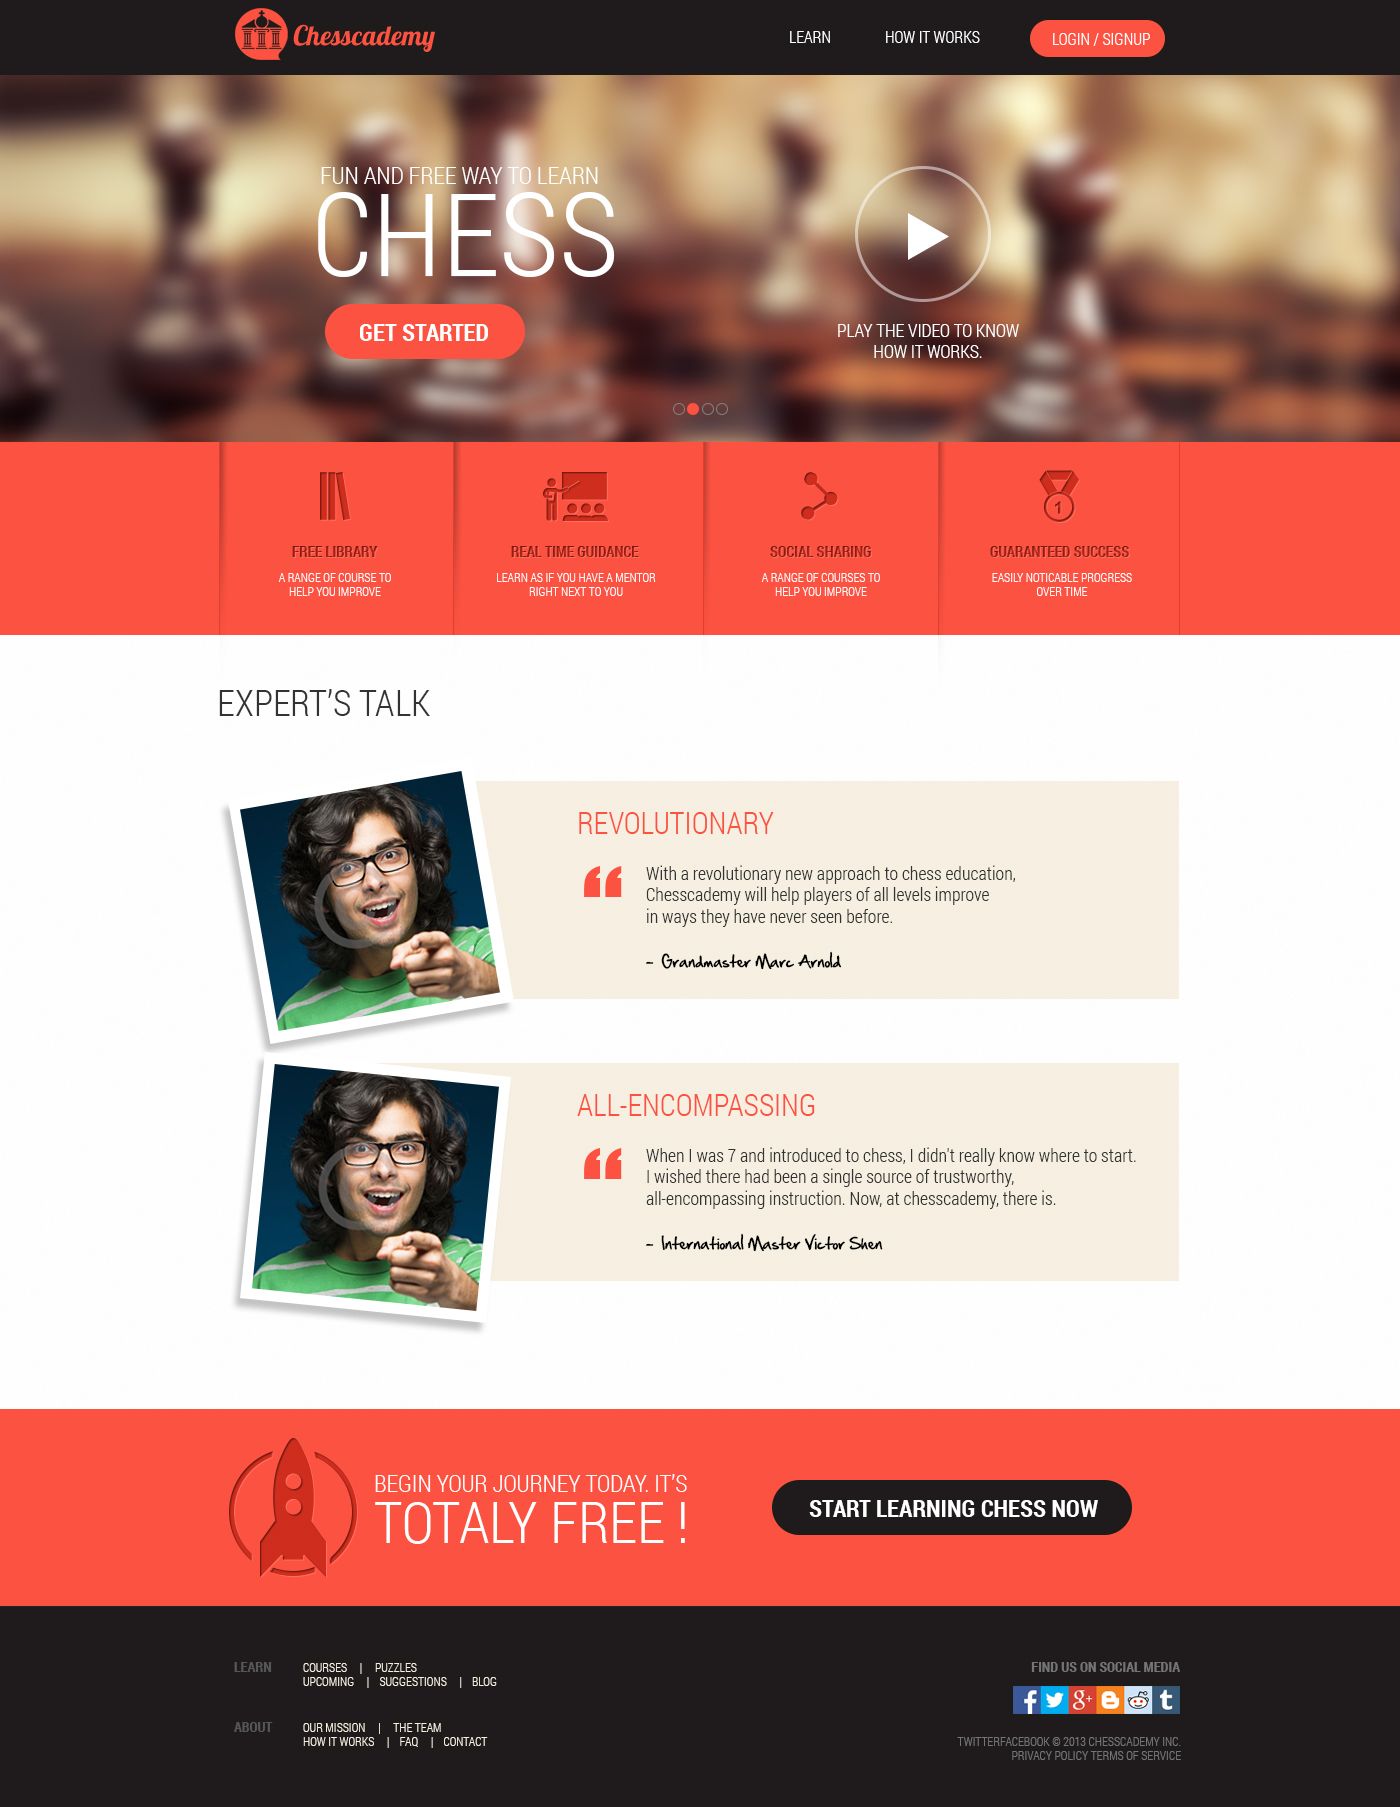 Chesscademy
LEARN
HOW IT WORKS
LOGIN / SIGNUP
FUN AND FREE WAY TO LEARN
CHESS
GET STARTED
PLAY THE VIDEO TO KNOW
HOW IT WORKS.
FREE LIBRARY
A RANGE OF COURSE TO
HELP YOU IMPROVE
REAL TIME GUIDANCE
LEARN AS IF YOU HAVE A MENTOR
RIGHT NEXT TO YOU
SOCIAL SHARING
A RANGE OF COURSES TO
HELP YOU IMPROVE
1
GUARANTEED SUCCESS
EASILY NOTICABLE PROGRESS
OVER TIME
EXPERT'S TALK
REVOLUTIONARY
“ With a revolutionary new approach to chess education,
Chesscademy will help players of all levels improve
in ways they have never seen before.
- Grandmaster Marc Arnold
ALL-ENCOMPASSING
“ When I was 7 and introduced to chess, I didn't really know where to start.
I wished there had been a single source of trustworthy,
all-encompassing instruction. Now, at chesscademy, there is.
- International Master Victor Shen
BEGIN YOUR JOURNEY TODAY. IT'S
TOTALY FREE !
START LEARNING CHESS NOW
LEARN
COURSES | PUZZLES
UPCOMING | SUGGESTIONS | BLOG
ABOUT
OUR MISSION | THE TEAM
HOW IT WORKS | FAQ | CONTACT
FIND US ON SOCIAL MEDIA
f g+ t
TWITTERFACEBOOK © 2013 CHESSCADEMY INC.
PRIVACY POLICY TERMS OF SERVICE